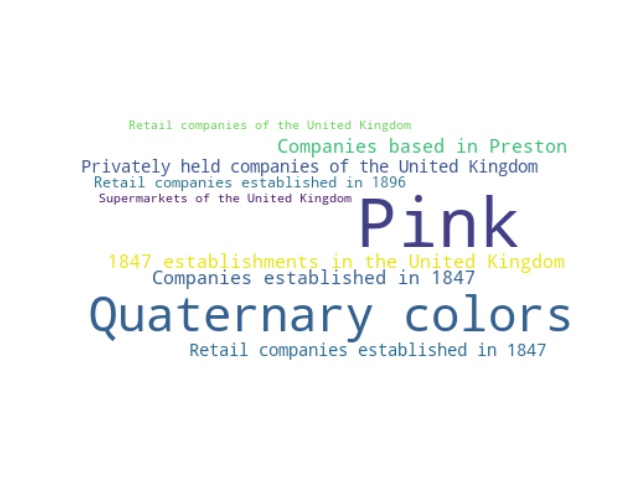 Retail companies of the United Kingdom
Companies based in Preston
Privately held companies of the United Kingdom
Retail companies established in 1896
Supermarkets of the United Kingdom
Pink
1847 establishments in the United Kingdom
Companies established in 1847
Quaternary colors
Retail companies established in 1847